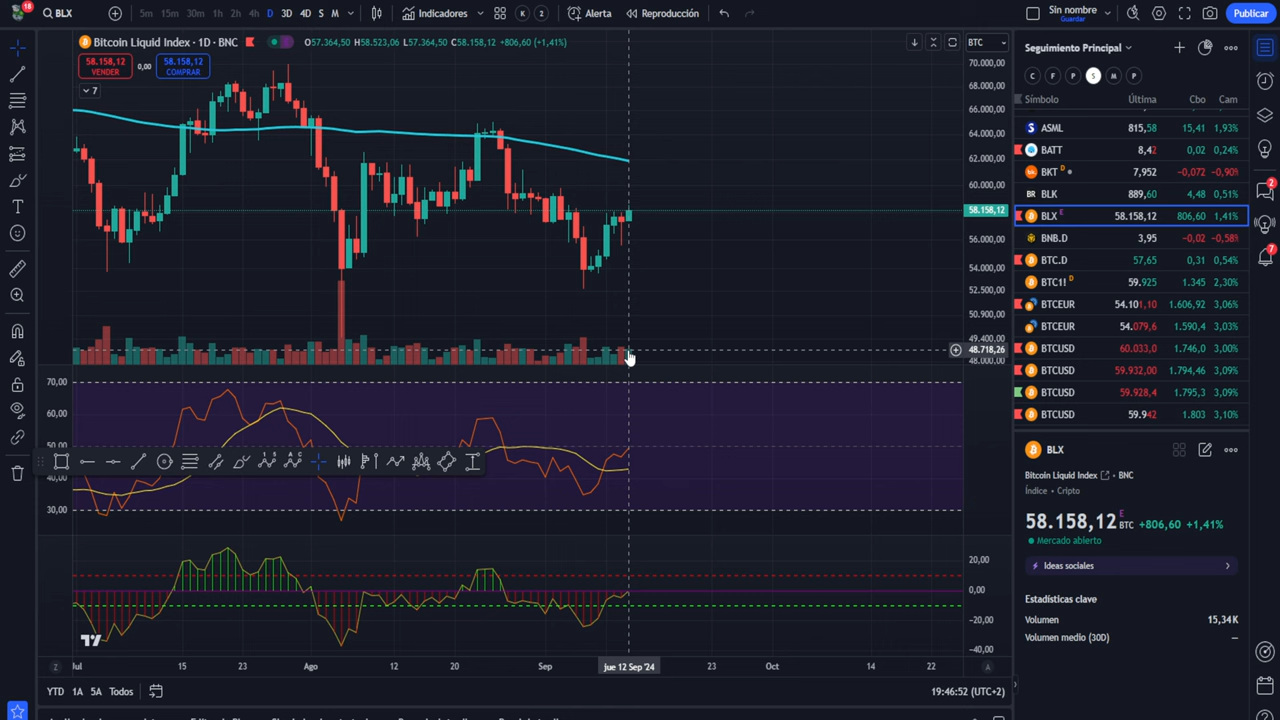 18
BLX
5m 15m 30m 1h 2h 4h D 3D 4D S M
Indicadores
K 2
Alerta
Reproducción
Sin nombre
Guardar
Publicar
Bitcoin Liquid Index · 1D · BNC
O57.364,50 H58.523,06 L57.364,50 C58.158,12 +806,60 (+1,41%)
58.158,12
VENDER
0,00
58.158,12
COMPRAR
7
BTC
70.000,00
68.000,00
66.000,00
64.000,00
62.000,00
60.000,00
58.158,12
56.000,00
54.000,00
52.500,00
50.900,00
49.400,00
48.718,26
48.000,00
70,00
60,00
50,00
30,00
20,00
0,00
−20,00
−40,00
Z
Jul 15 23 Ago 12 20 Sep
jue 12 Sep '24
23 Oct 14 22
A
YTD 1A 5A Todos
19:46:52 (UTC+2)
Seguimiento Principal
C F P S M P
Símbolo Última Cbo Cam
ASML 815,58 15,41 1,93%
BATT 8,42 0,02 0,24%
BKT D 7,952 −0,072 −0,90%
BLK 889,60 4,48 0,51%
BLX E 58.158,12 806,60 1,41%
BNB.D 3,95 −0,02 −0,58%
BTC.D 57,65 0,31 0,54%
BTC1! D 59.925 1.345 2,30%
BTCEUR 54.101,10 1.606,92 3,06%
BTCEUR 54.079,6 1.590,4 3,03%
BTCUSD 60.033,0 1.746,0 3,00%
BTCUSD 59.932,00 1.794,46 3,09%
BTCUSD 59.928,4 1.795,3 3,09%
BTCUSD 59.942 1.803 3,10%
BLX
Bitcoin Liquid Index · BNC
Índice · Cripto
58.158,12 E BTC +806,60 +1,41%
Mercado abierto
Ideas sociales
Estadísticas clave
Volumen 15,34K
Volumen medio (30D) —
2
7